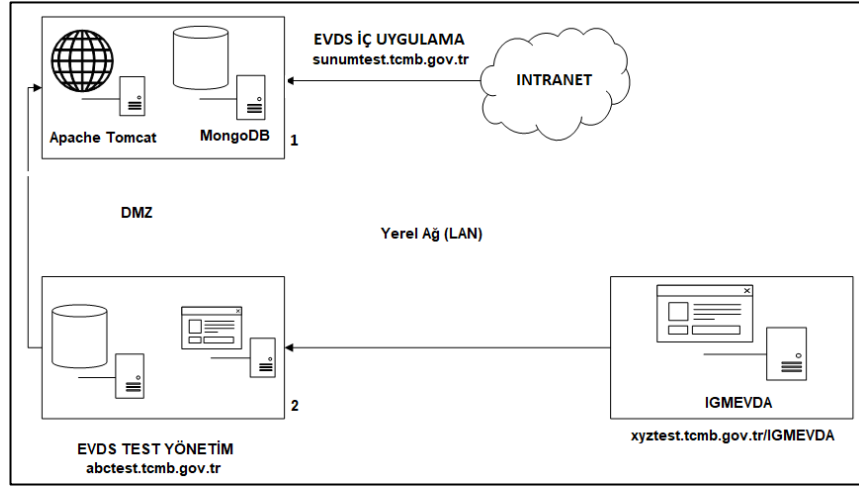 EVDS İÇ UYGULAMA
sunumtest.tcmb.gov.tr
INTRANET
Apache Tomcat
MongoDB
1
DMZ
Yerel Ağ (LAN)
2
IGMEVDA
EVDS TEST YÖNETİM
abctest.tcmb.gov.tr
xyztest.tcmb.gov.tr/IGMEVDA